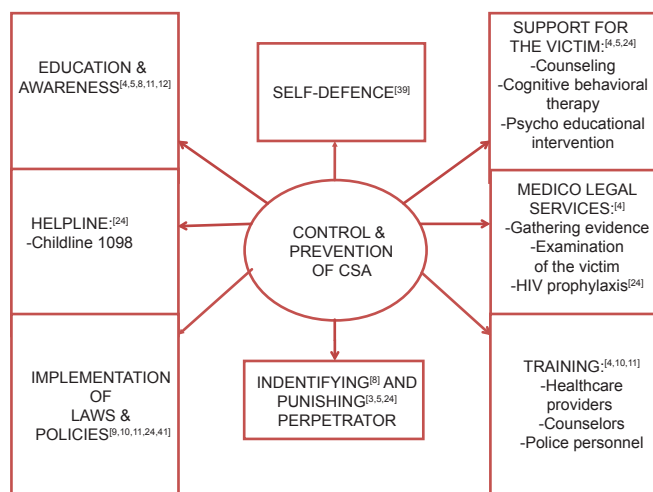 EDUCATION &
AWARENESS[4,5,8,11,12]
SELF-DEFENCE[39]
SUPPORT FOR
THE VICTIM:[4,5,24]
-Counseling
-Cognitive behavioral
therapy
-Psycho educational
intervention
HELPLINE:[24]
-Childline 1098
CONTROL &
PREVENTION
OF CSA
MEDICO LEGAL
SERVICES:[4]
-Gathering evidence
-Examination
of the victim
-HIV prophylaxis[24]
IMPLEMENTATION
OF
LAWS &
POLICIES[9,10,11,24,41]
INDENTIFYING[8] AND
PUNISHING[3,5,24]
PERPETRATOR
TRAINING:[4,10,11]
-Healthcare
providers
-Counselors
-Police personnel